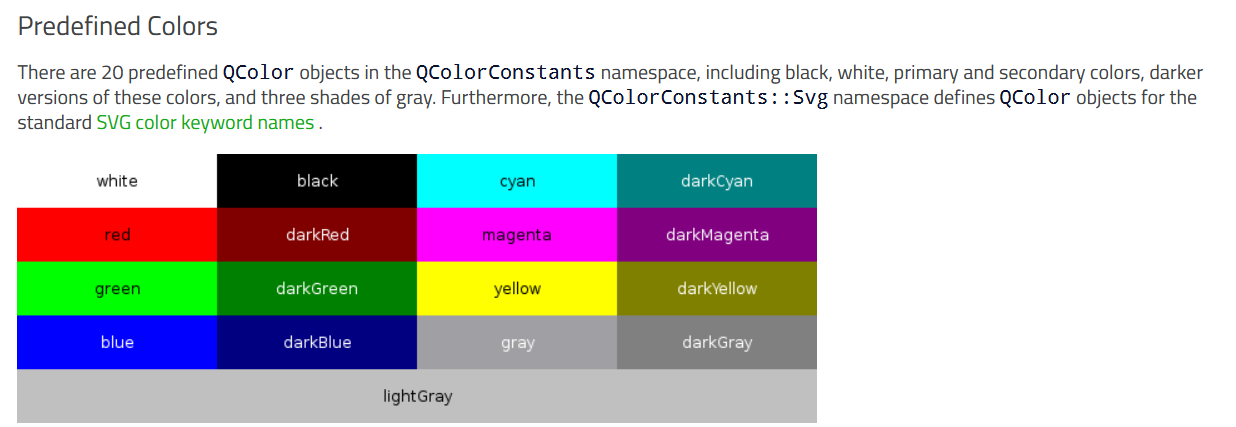 Predefined Colors
There are 20 predefined QColor objects in the QColorConstants namespace, including black, white, primary and secondary colors, darker
versions of these colors, and three shades of gray. Furthermore, the QColorConstants::Svg namespace defines QColor objects for the
standard SVG color keyword names .
white black cyan darkCyan
red darkRed magenta darkMagenta
green darkGreen yellow darkYellow
blue darkBlue gray darkGray
lightGray